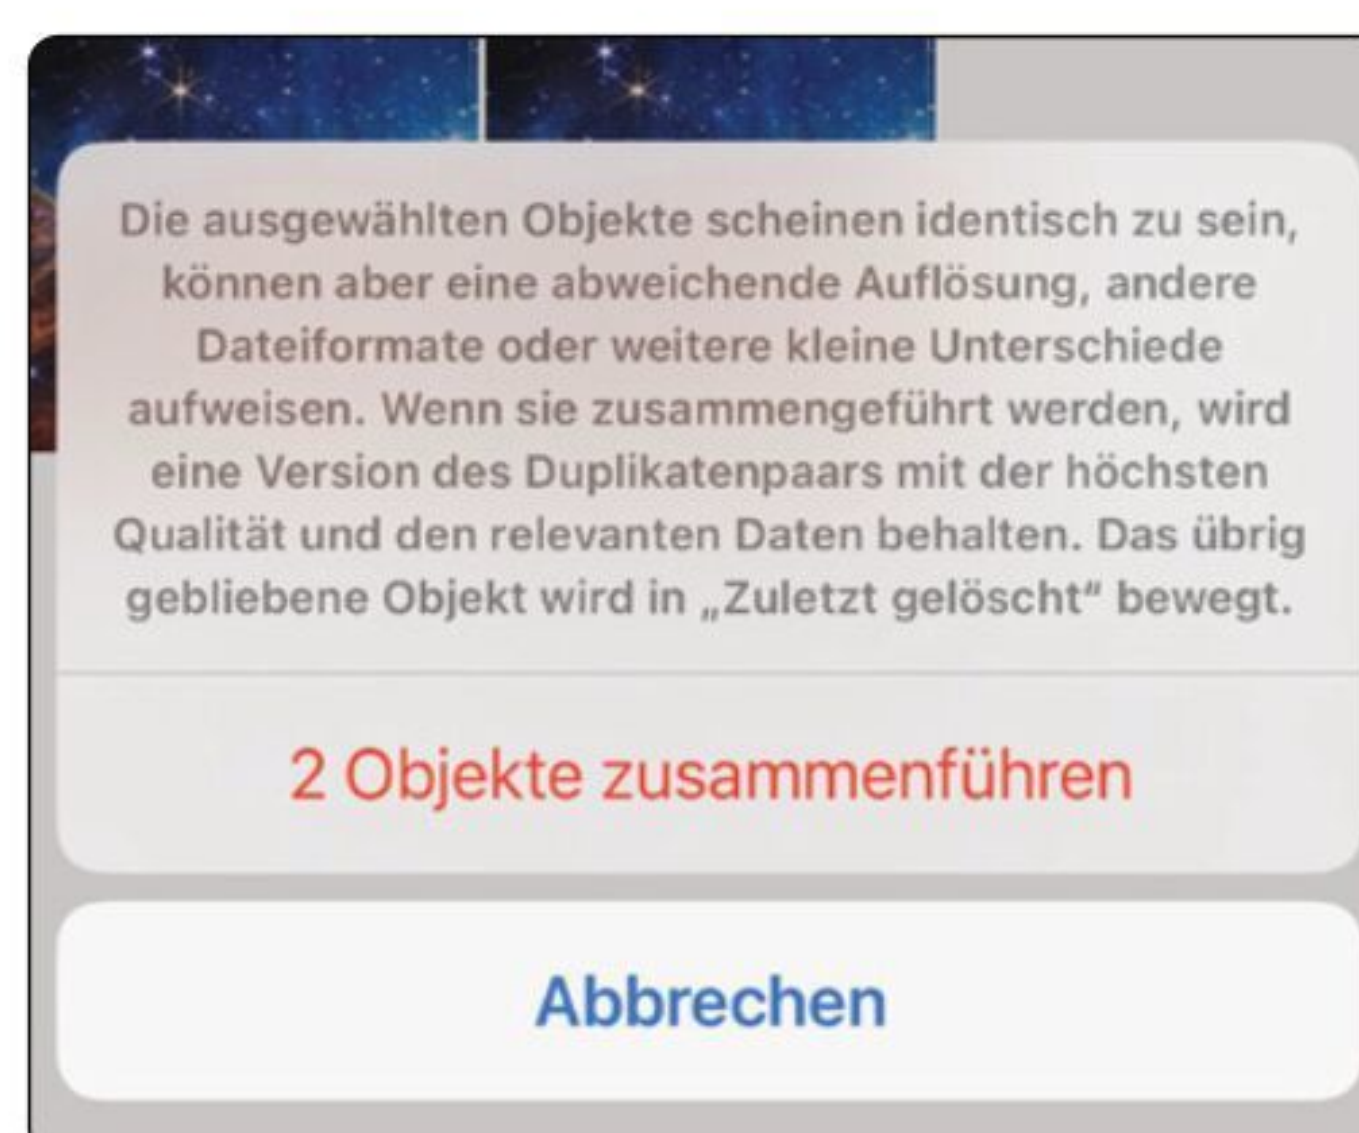 Die ausgewählten Objekte scheinen identisch zu sein,
können aber eine abweichende Auflösung, andere
Dateiformate oder weitere kleine Unterschiede
aufweisen. Wenn sie zusammengeführt werden, wird
eine Version des Duplikatenpaars mit der höchsten
Qualität und den relevanten Daten behalten. Das übrig
gebliebene Objekt wird in „Zuletzt gelöscht“ bewegt.
2 Objekte zusammenführen
Abbrechen